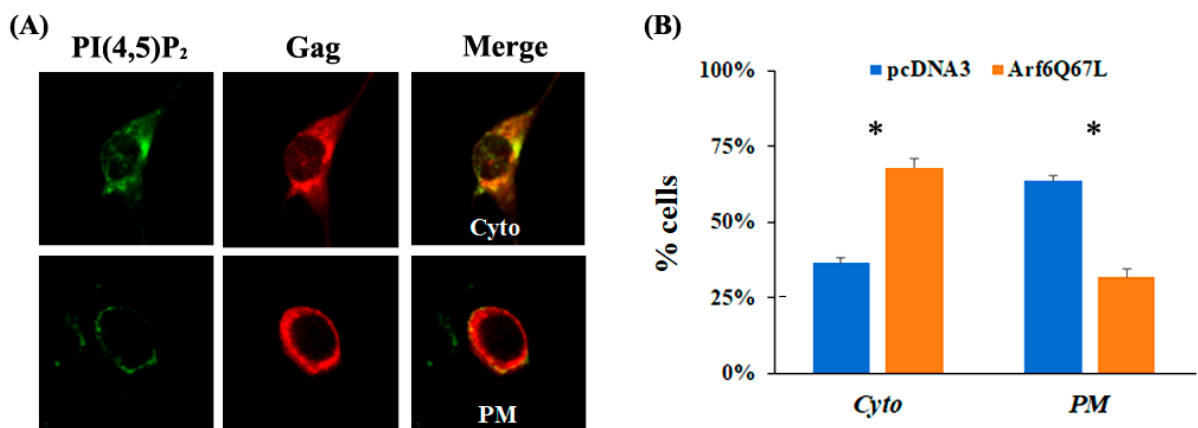 (A)
PI(4,5)P₂ Gag Merge
Cyto
PM
(B)
pcDNA3 Arf6Q67L
100%
75%
50%
25%
0%
% cells
* *
Cyto PM